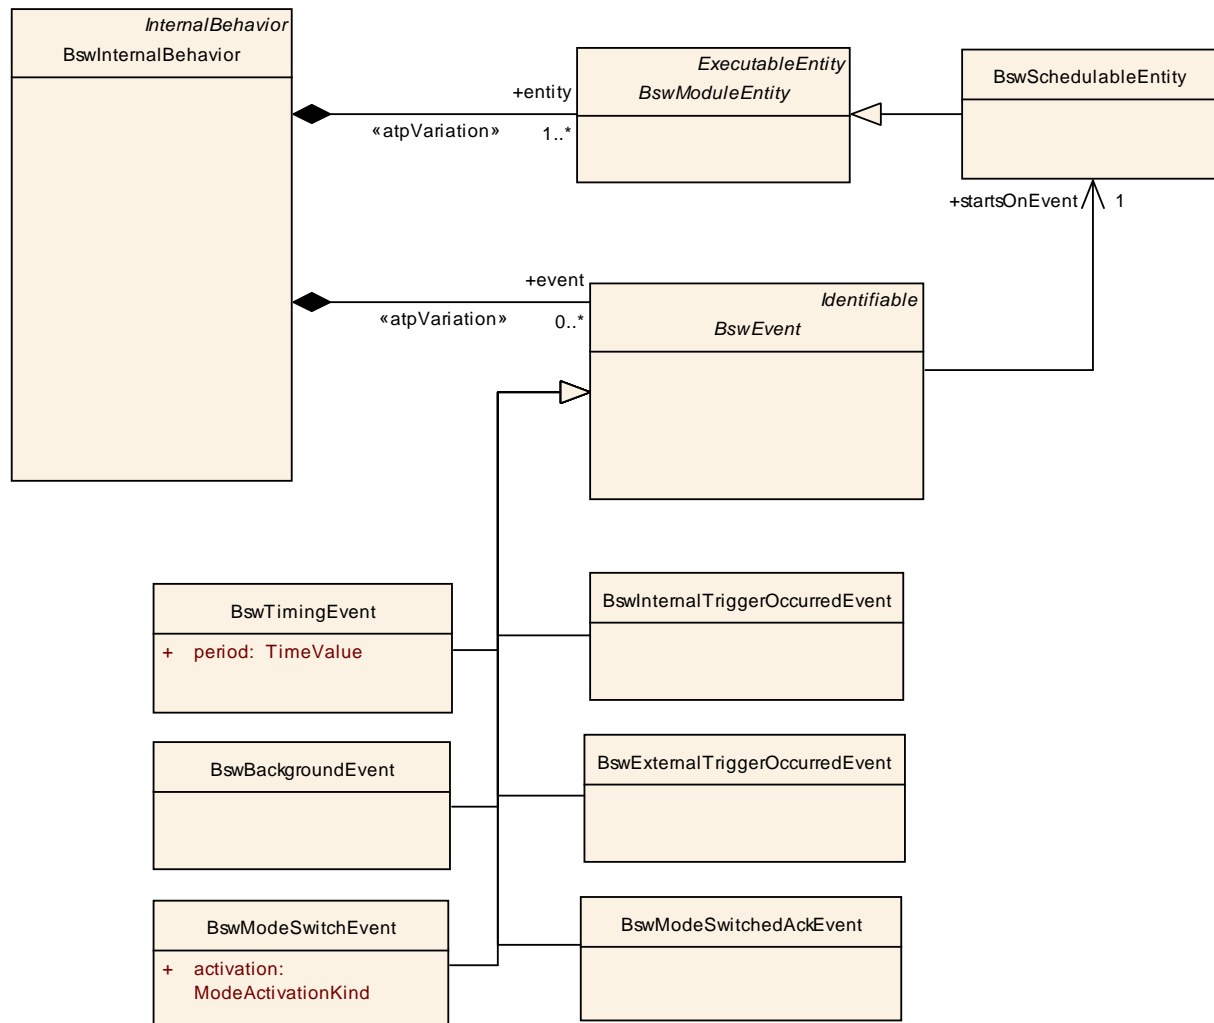 InternalBehavior
BswInternalBehavior
ExecutableEntity
BswModuleEntity
BswSchedulableEntity
+entity
«atpVariation»
1..*
+startsOnEvent
1
+event
«atpVariation»
0..*
Identifiable
BswEvent
BswTimingEvent
+ period: TimeValue
BswInternalTriggerOccurredEvent
BswBackgroundEvent
BswExternalTriggerOccurredEvent
BswModeSwitchEvent
+ activation:
ModeActivationKind
BswModeSwitchedAckEvent